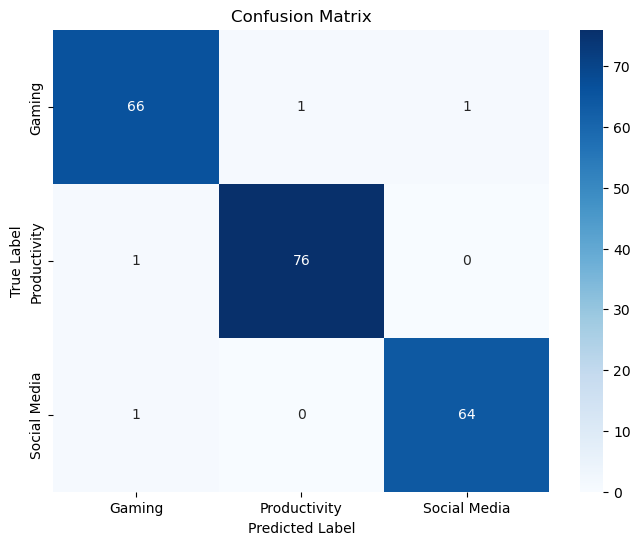 Confusion Matrix
True Label
Gaming
66 1 1
Productivity
1 76 0
Social Media
1 0 64
Gaming Productivity Social Media
Predicted Label
70
60
50
40
30
20
10
0